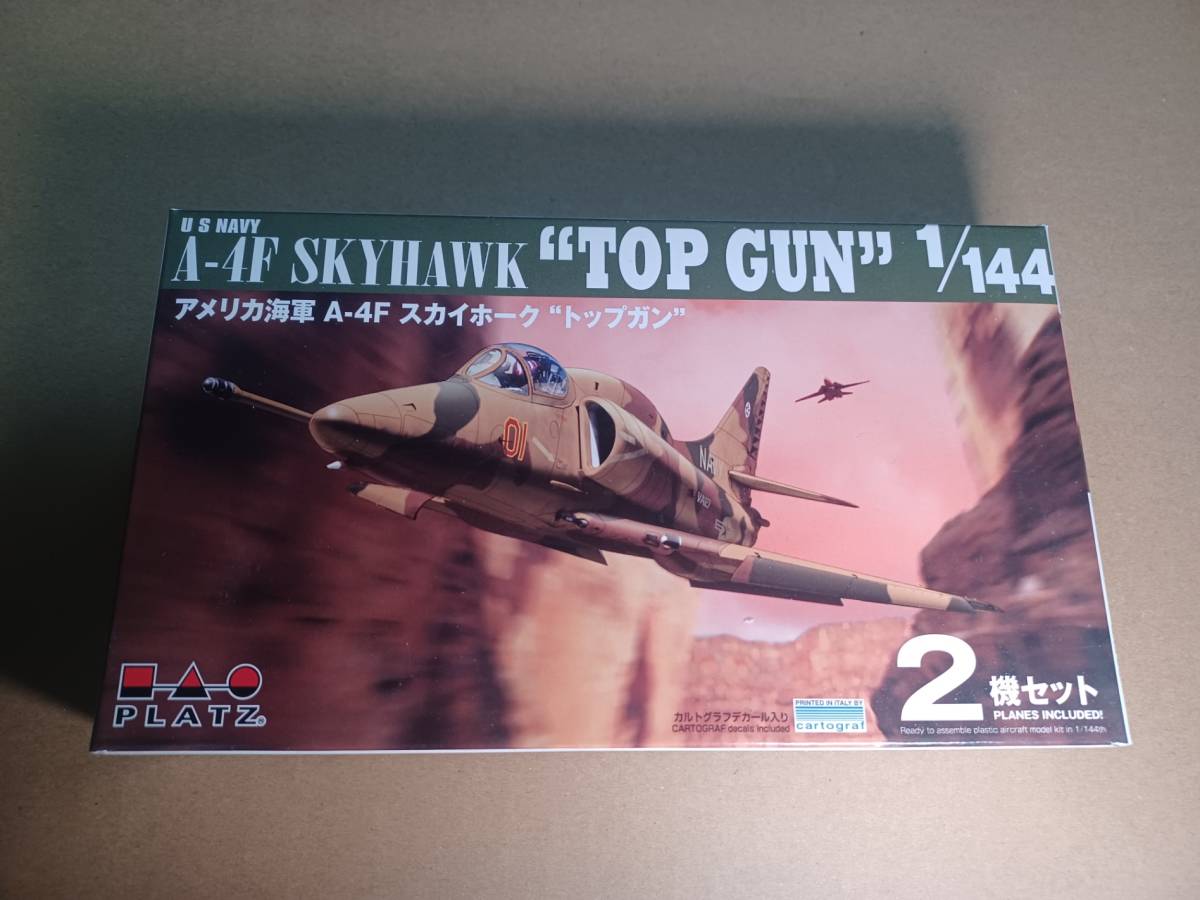 U S NAVY
A-4F SKYHAWK “TOP GUN” 1/144
アメリカ海軍 A-4F スカイホーク “トップガン”
01
PLATZ®
カルトグラフデカール入り
CARTOGRAF decals included
PRINTED IN ITALY BY
cartograf
2機セット
PLANES INCLUDED!
Ready to assemble plastic aircraft model kit in 1/144th